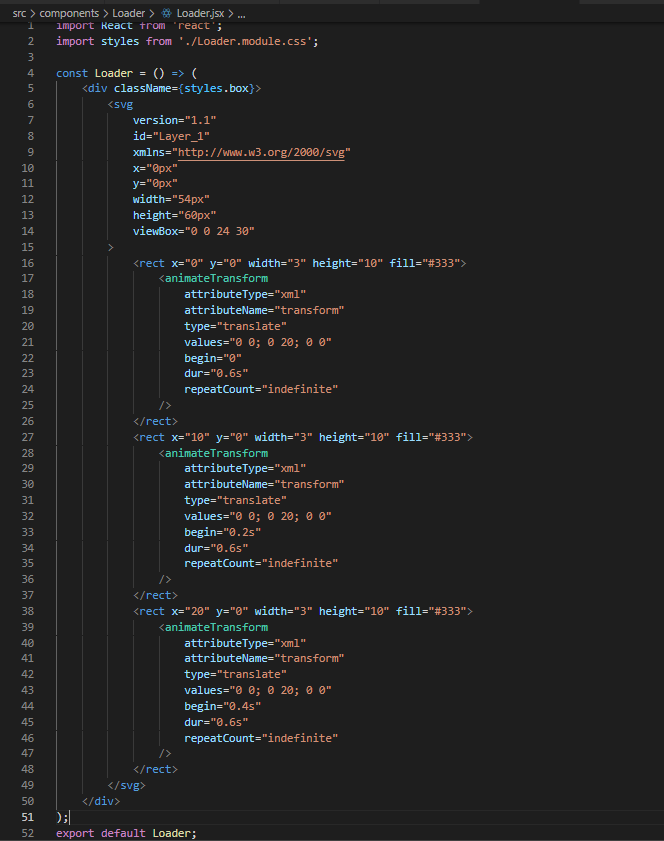 src > components > Loader > Loader.jsx > ...
1 import React from 'react';
2 import styles from './Loader.module.css';
3
4 const Loader = () => (
5 <div className={styles.box}>
6 <svg
7 version="1.1"
8 id="Layer_1"
9 xmlns="http://www.w3.org/2000/svg"
10 x="0px"
11 y="0px"
12 width="54px"
13 height="60px"
14 viewBox="0 0 24 30"
15 >
16 <rect x="0" y="0" width="3" height="10" fill="#333">
17 <animateTransform
18 attributeType="xml"
19 attributeName="transform"
20 type="translate"
21 values="0 0; 0 20; 0 0"
22 begin="0"
23 dur="0.6s"
24 repeatCount="indefinite"
25 />
26 </rect>
27 <rect x="10" y="0" width="3" height="10" fill="#333">
28 <animateTransform
29 attributeType="xml"
30 attributeName="transform"
31 type="translate"
32 values="0 0; 0 20; 0 0"
33 begin="0.2s"
34 dur="0.6s"
35 repeatCount="indefinite"
36 />
37 </rect>
38 <rect x="20" y="0" width="3" height="10" fill="#333">
39 <animateTransform
40 attributeType="xml"
41 attributeName="transform"
42 type="translate"
43 values="0 0; 0 20; 0 0"
44 begin="0.4s"
45 dur="0.6s"
46 repeatCount="indefinite"
47 />
48 </rect>
49 </svg>
50 </div>
51 );
52 export default Loader;